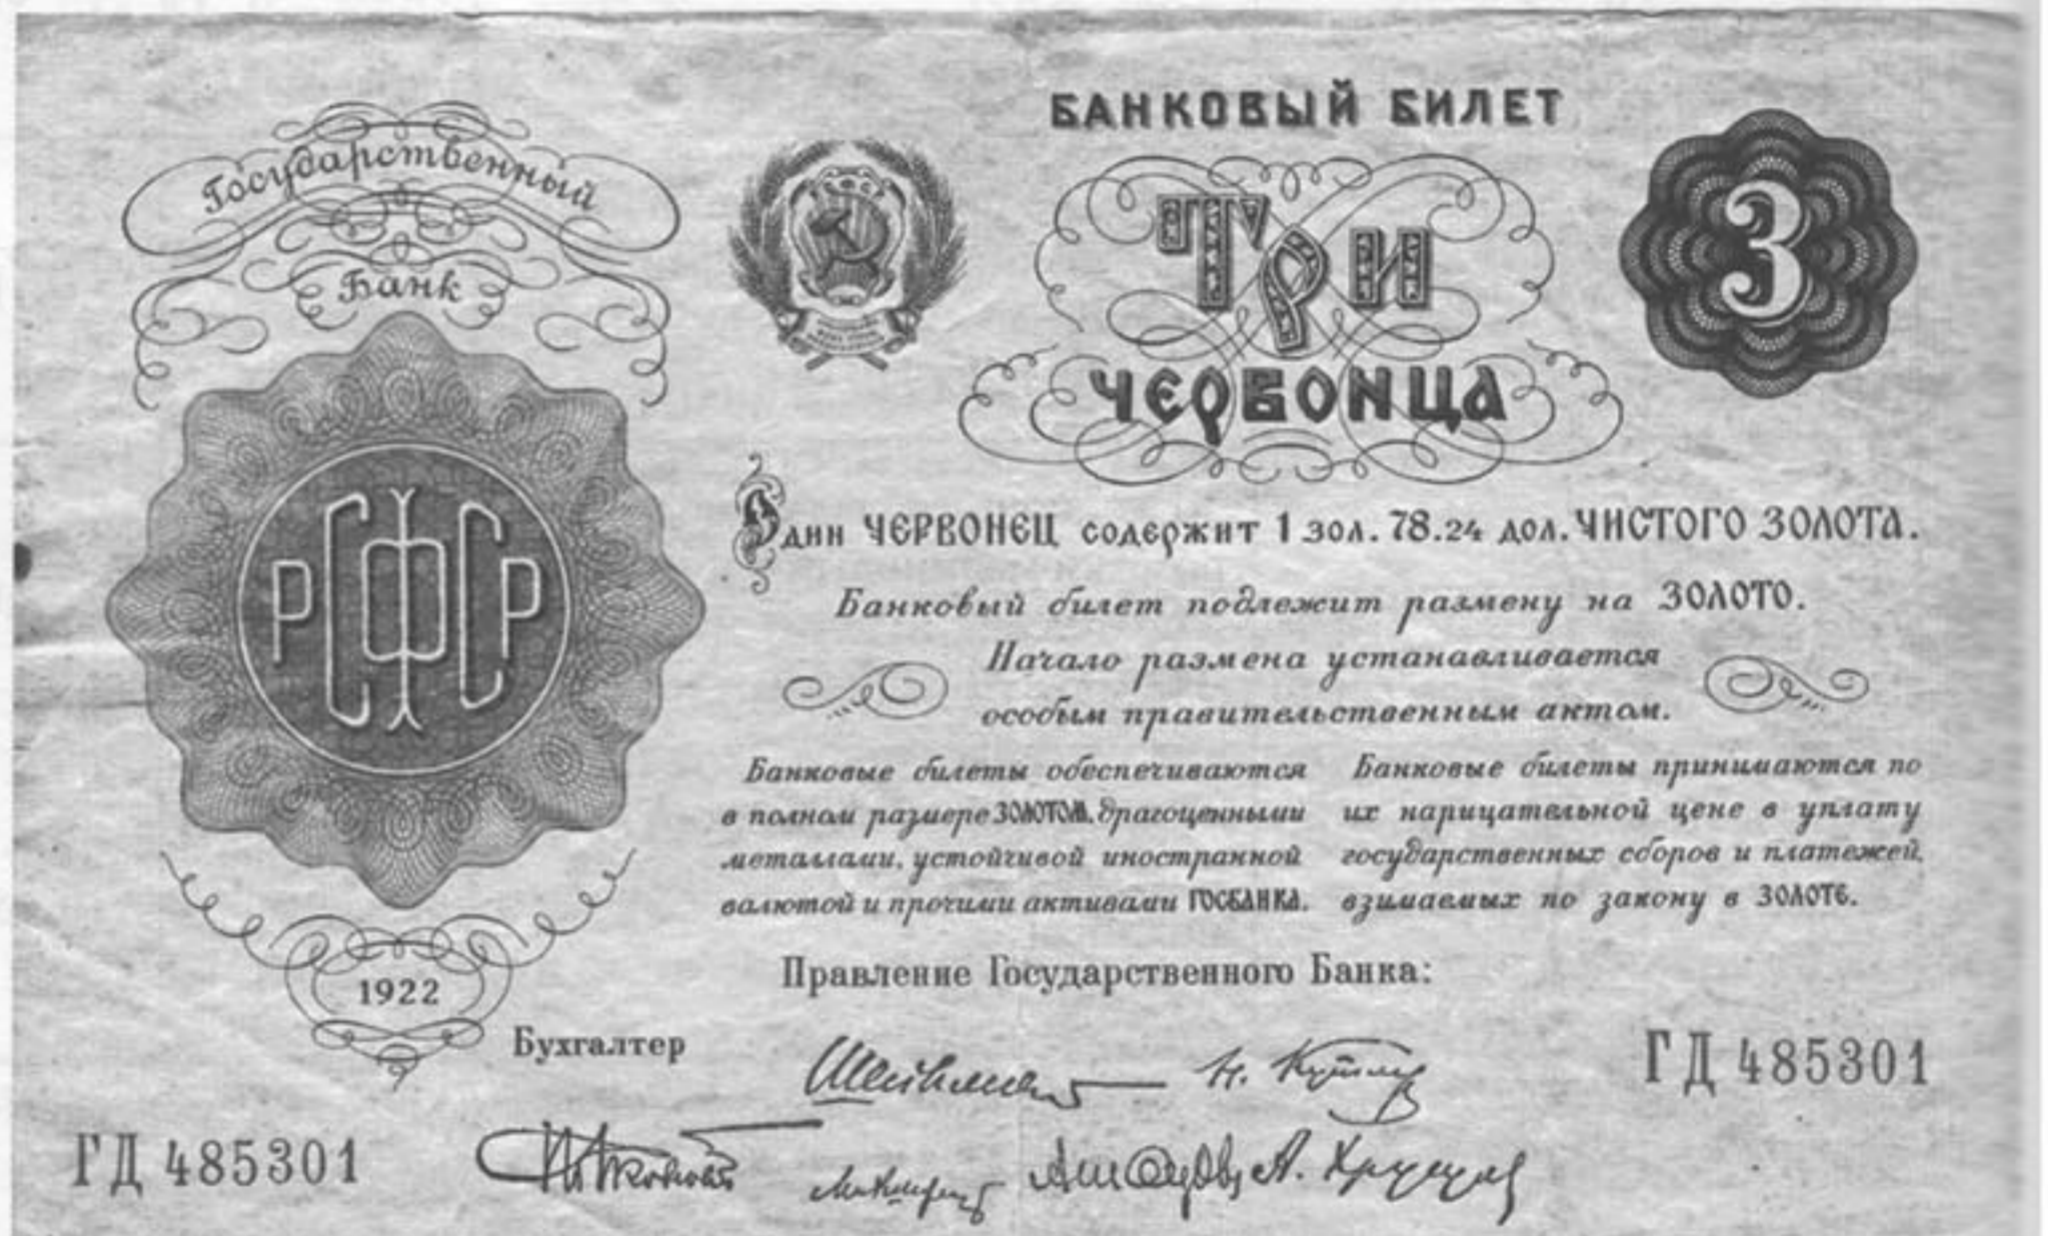 Государственный
Банк
РСФСР
1922
БАНКОВЫЙ БИЛЕТ
ТРИ
ЧЕРВОНЦА
3
Один ЧЕРВОНЕЦ содержит 1 зол. 78.24 дол. ЧИСТОГО ЗОЛОТА.
Банковый билет подлежит размену на ЗОЛОТО.
Начало размена устанавливается
особым правительственным актом.
Банковые билеты обеспечиваются
в полном размере ЗОЛОТОМ, драгоценными
металлами, устойчивой иностранной
валютой и прочими активами ГОСБАНКА.
Банковые билеты принимаются по
их нарицательной цене в уплату
государственных сборов и платежей,
взимаемых по закону в ЗОЛОТЕ.
Правление Государственного Банка:
Бухгалтер
Шейнман
Н. Кутлер
ГД 485301
ГД 485301